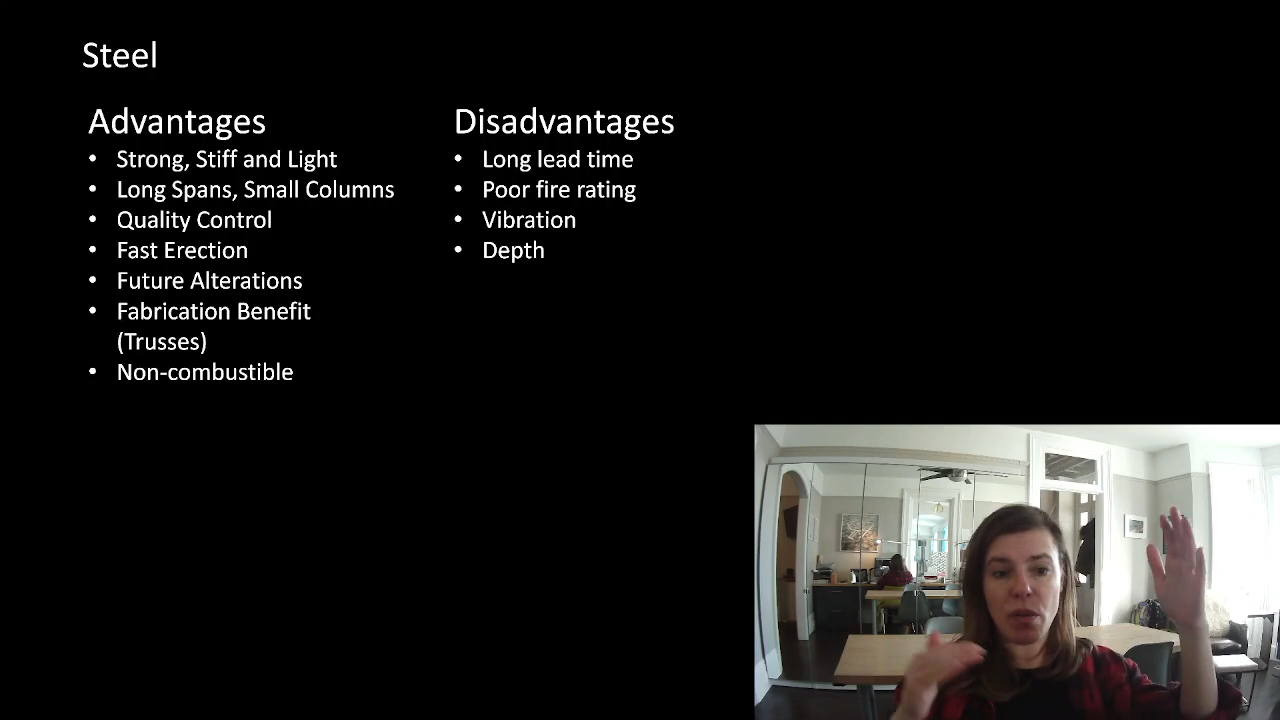 Steel
Advantages
• Strong, Stiff and Light
• Long Spans, Small Columns
• Quality Control
• Fast Erection
• Future Alterations
• Fabrication Benefit
(Trusses)
• Non-combustible
Disadvantages
• Long lead time
• Poor fire rating
• Vibration
• Depth